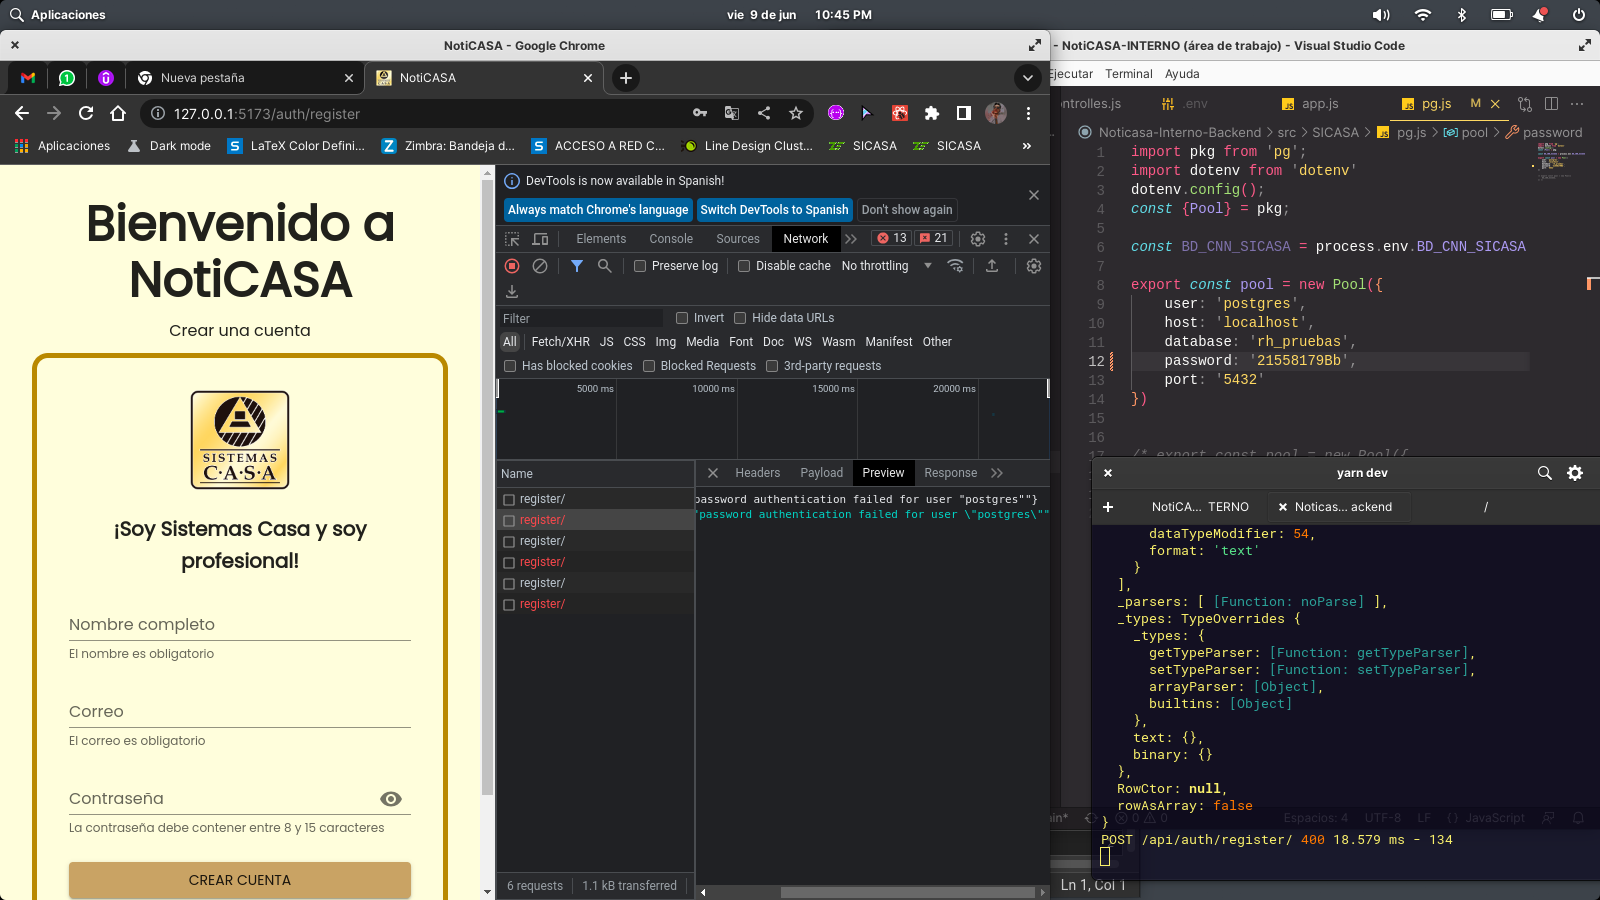 Aplicaciones
vie 9 de jun 10:45 PM
NotiCASA - Google Chrome
Nueva pestaña
NotiCASA
127.0.0.1:5173/auth/register
Aplicaciones
Dark mode
LaTeX Color Defini...
Zimbra: Bandeja d...
ACCESO A RED C...
Line Design Clust...
SICASA
SICASA
»
Bienvenido a
NotiCASA
Crear una cuenta
SISTEMAS
C·A·S·A
¡Soy Sistemas Casa y soy
profesional!
Nombre completo
El nombre es obligatorio
Correo
El correo es obligatorio
Contraseña
La contraseña debe contener entre 8 y 15 caracteres
CREAR CUENTA
DevTools is now available in Spanish!
Always match Chrome's language
Switch DevTools to Spanish
Don't show again
Elements
Console
Sources
Network
13
21
Preserve log
Disable cache
No throttling
Filter
Invert
Hide data URLs
All
Fetch/XHR
JS
CSS
Img
Media
Font
Doc
WS
Wasm
Manifest
Other
Has blocked cookies
Blocked Requests
3rd-party requests
5000 ms
10000 ms
15000 ms
20000 ms
Name
register/
register/
register/
register/
register/
register/
Headers
Payload
Preview
Response
password authentication failed for user "postgres""}
"password authentication failed for user \"postgres\""
6 requests
1.1 kB transferred
- NotiCASA-INTERNO (área de trabajo) - Visual Studio Code
Ejecutar Terminal Ayuda
ontrolles.js
.env
app.js
pg.js M
Noticasa-Interno-Backend > src > SICASA > pg.js > pool > password
1 import pkg from 'pg';
2 import dotenv from 'dotenv'
3 dotenv.config();
4 const {Pool} = pkg;
5
6 const BD_CNN_SICASA = process.env.BD_CNN_SICASA
7
8 export const pool = new Pool({
9 user: 'postgres',
10 host: 'localhost',
11 database: 'rh_pruebas',
12 password: '21558179Bb',
13 port: '5432'
14 })
15
16
17 /* export const pool = new Pool({
yarn dev
NotiCA... TERNO
Noticas... ackend
/
dataTypeModifier: 54,
format: 'text'
}
],
_parsers: [ [Function: noParse] ],
_types: TypeOverrides {
_types: {
getTypeParser: [Function: getTypeParser],
setTypeParser: [Function: setTypeParser],
arrayParser: [Object],
builtins: [Object]
},
text: {},
binary: {}
},
RowCtor: null,
rowAsArray: false
}
POST /api/auth/register/ 400 18.579 ms - 134
in* 0 0 Espacios: 4 UTF-8 LF {} JavaScript
Ln 1, Col 1